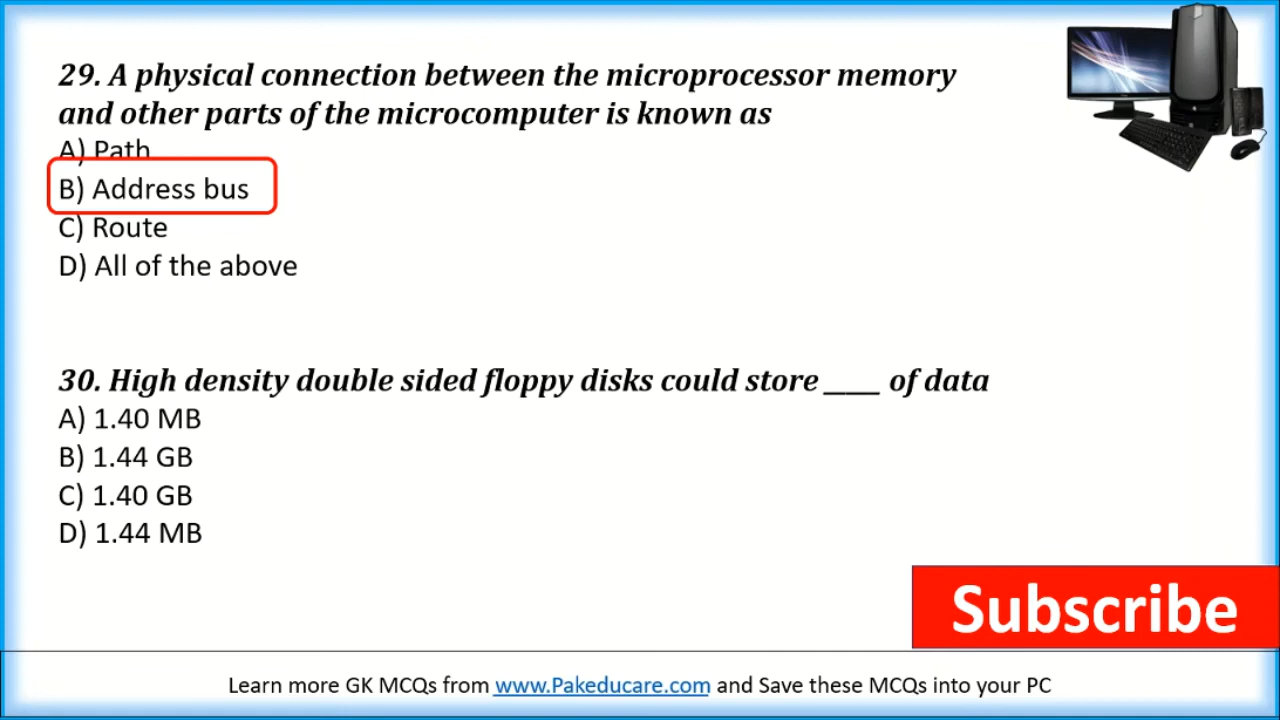 29. A physical connection between the microprocessor memory
and other parts of the microcomputer is known as
A) Path
B) Address bus
C) Route
D) All of the above
30. High density double sided floppy disks could store _____ of data
A) 1.40 MB
B) 1.44 GB
C) 1.40 GB
D) 1.44 MB
Subscribe
Learn more GK MCQs from www.Pakeducare.com and Save these MCQs into your PC